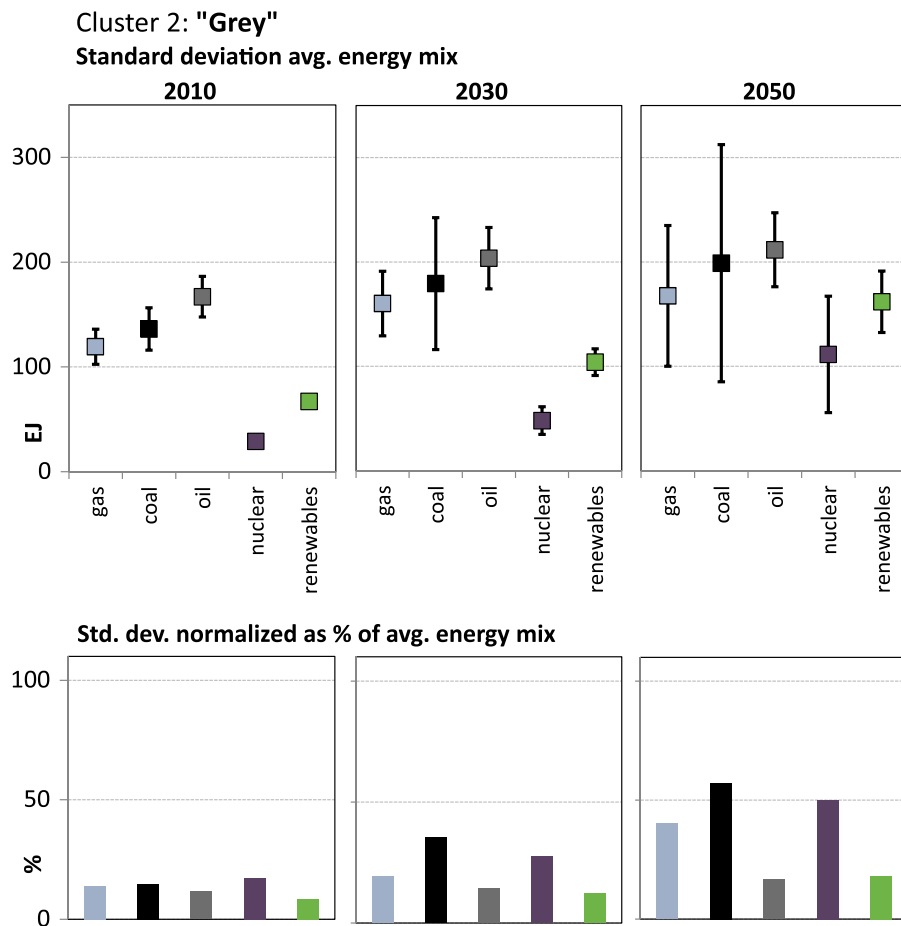 Cluster 2: "Grey"
Standard deviation avg. energy mix
2010 2030 2050
300
200
100
0
EJ
gas coal oil nuclear renewables gas coal oil nuclear renewables gas coal oil nuclear renewables
Std. dev. normalized as % of avg. energy mix
100
50
0
%